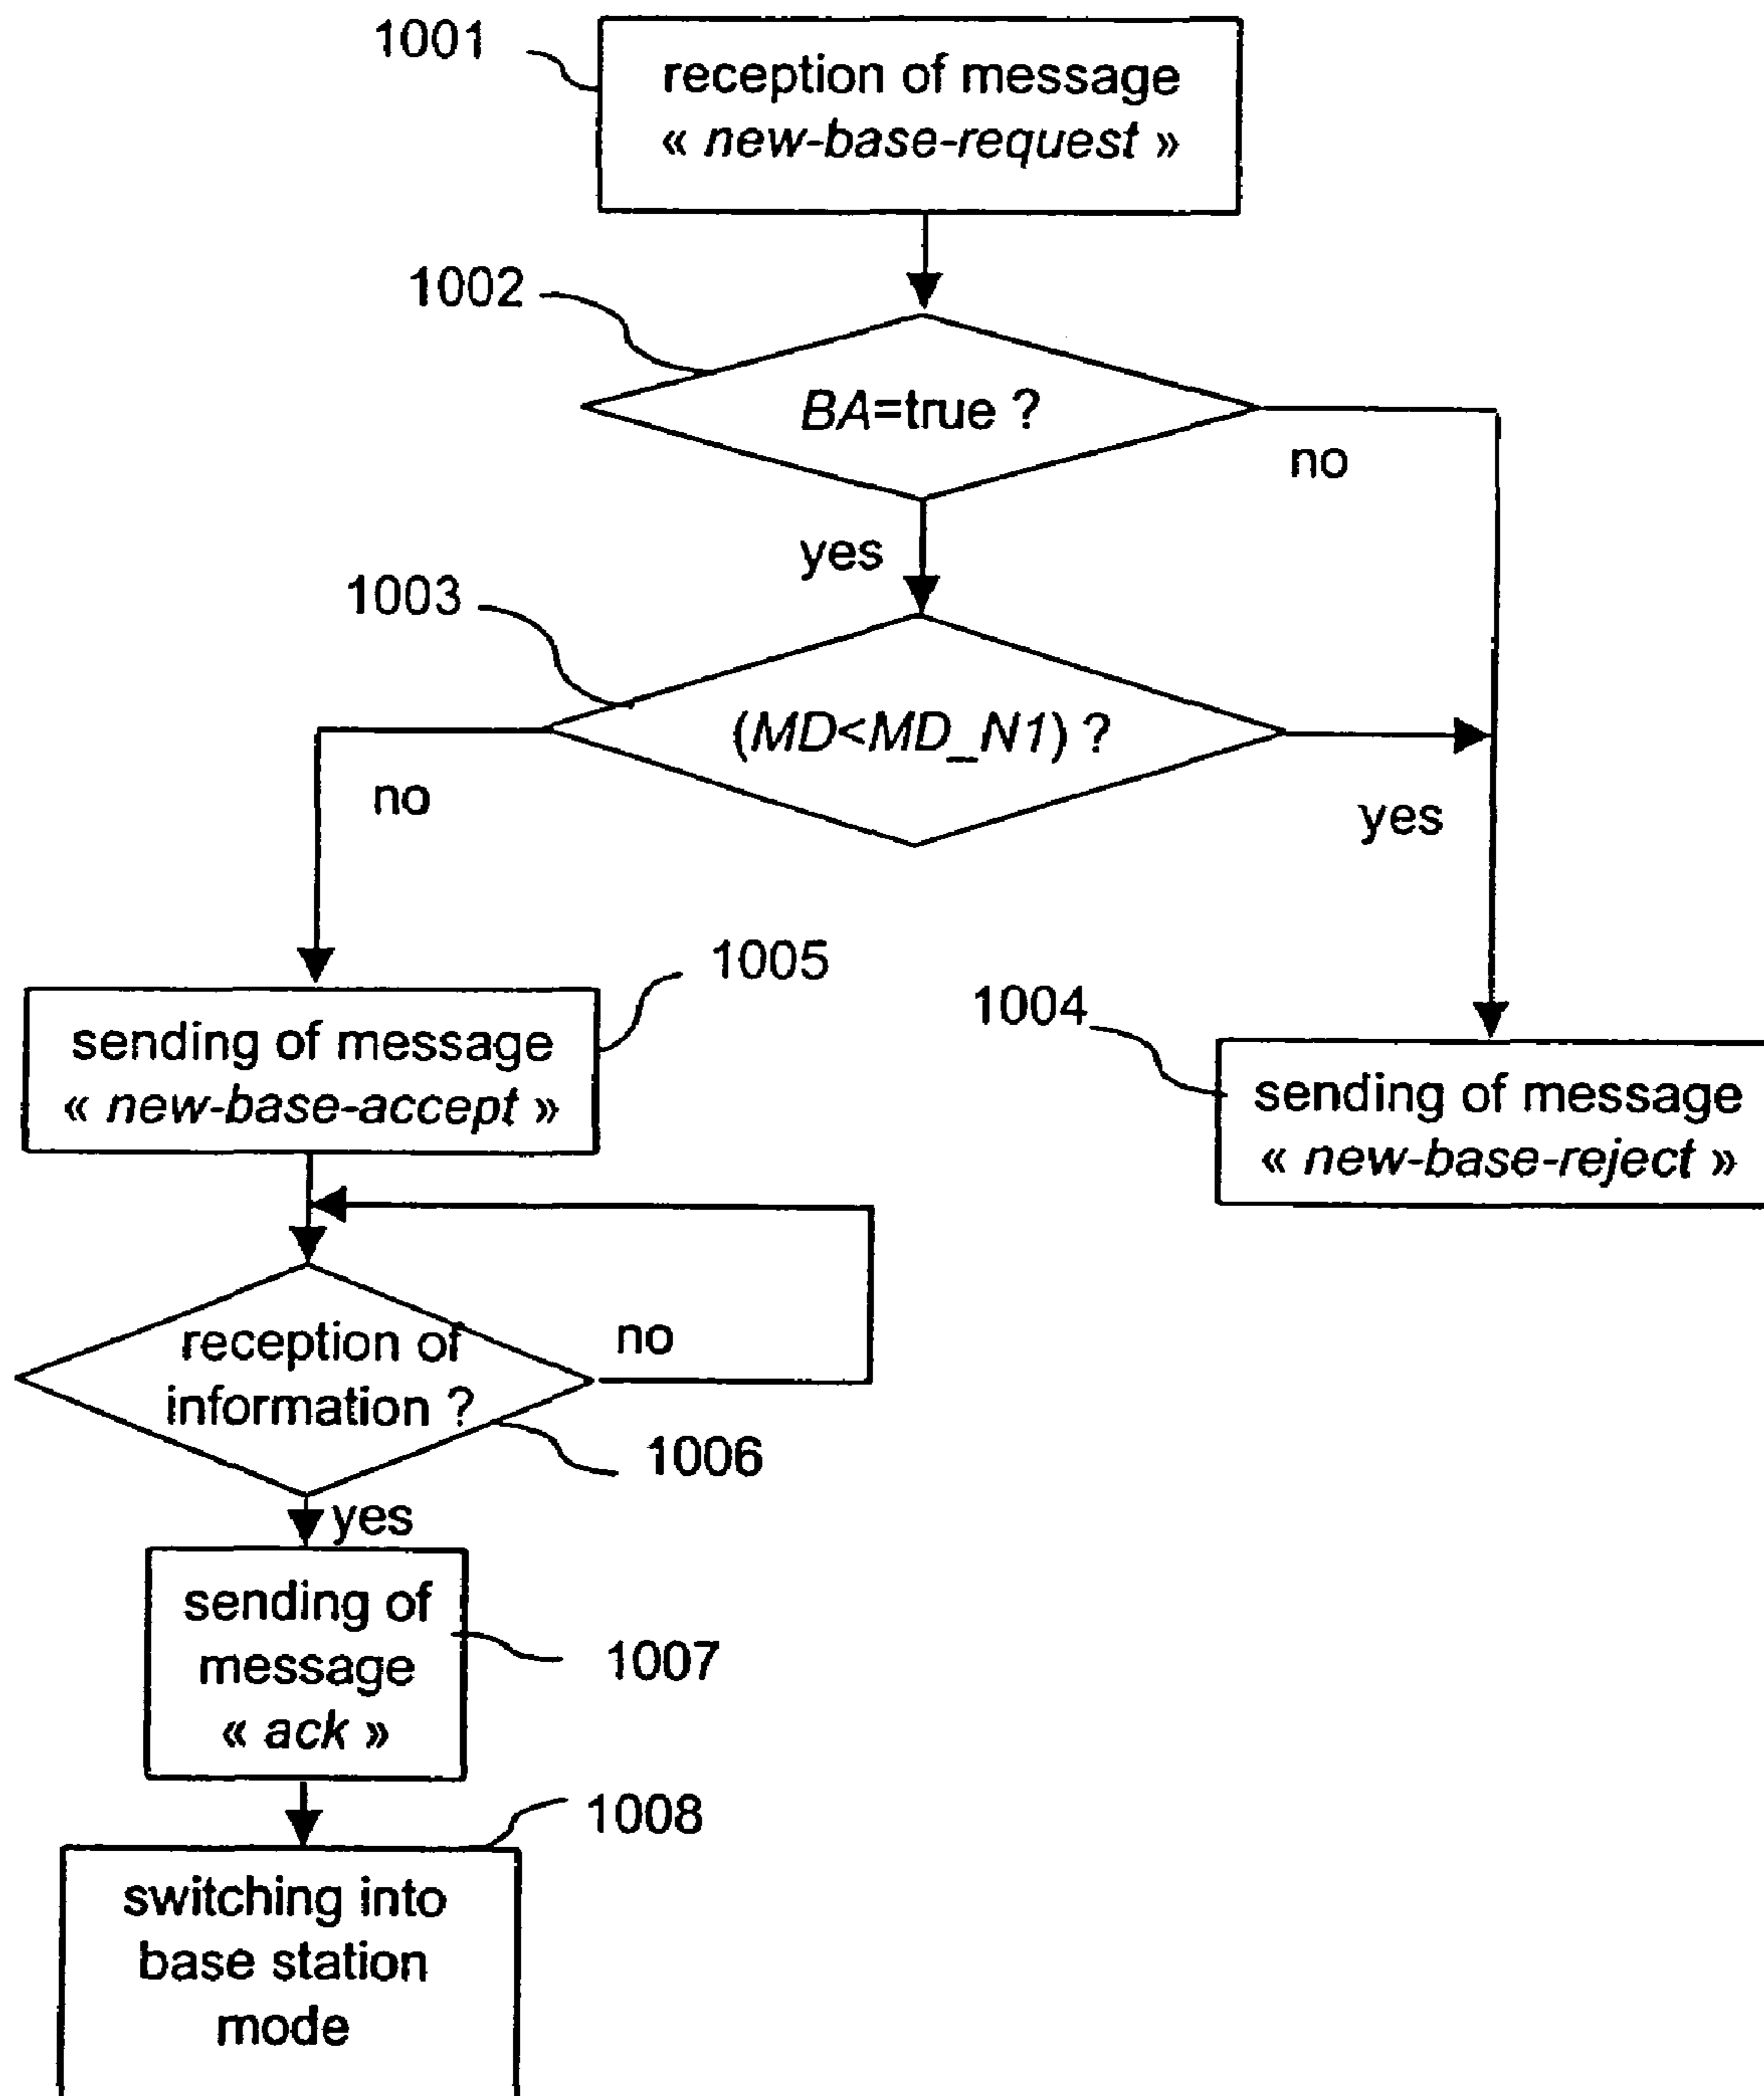 1001
reception of message
« new-base-request »
1002
BA=true ?
no
yes
1003
(MD<MD_N1) ?
no
yes
1005
sending of message
« new-base-accept »
1004
sending of message
« new-base-reject »
reception of
information ?
no
1006
yes
sending of
message
« ack »
1007
1008
switching into
base station
mode